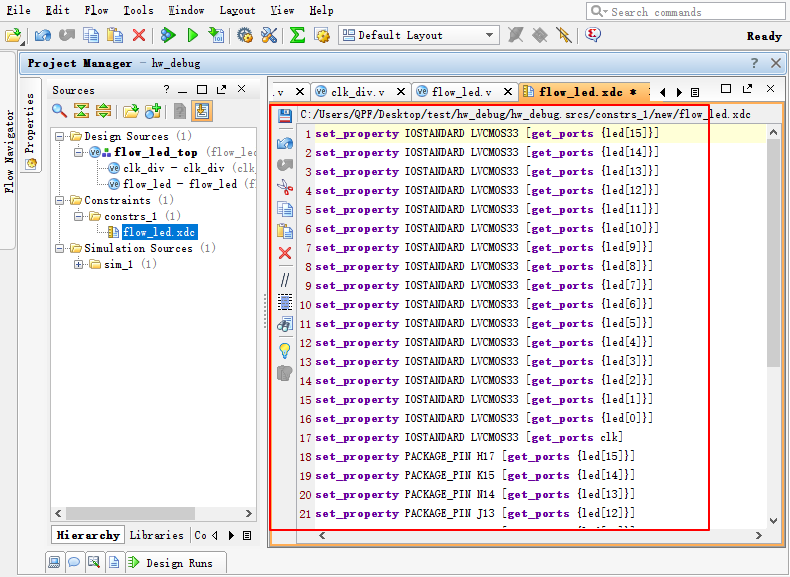 File Edit Flow Tools Window Layout View Help
Search commands
Default Layout
Ready
Project Manager - hw_debug
Flow Navigator
Properties
Sources
Design Sources (1)
flow_led_top (flow_led
clk_div - clk_div (clk_
flow_led - flow_led (f
Constraints (1)
constrs_1 (1)
flow_led.xdc
Simulation Sources (1)
sim_1 (1)
Hierarchy Libraries Co
Design Runs
.v clk_div.v flow_led.v flow_led.xdc *
C:/Users/QPF/Desktop/test/hw_debug/hw_debug.srcs/constrs_1/new/flow_led.xdc
1 set_property IOSTANDARD LVCMOS33 [get_ports {led[15]}]
2 set_property IOSTANDARD LVCMOS33 [get_ports {led[14]}]
3 set_property IOSTANDARD LVCMOS33 [get_ports {led[13]}]
4 set_property IOSTANDARD LVCMOS33 [get_ports {led[12]}]
5 set_property IOSTANDARD LVCMOS33 [get_ports {led[11]}]
6 set_property IOSTANDARD LVCMOS33 [get_ports {led[10]}]
7 set_property IOSTANDARD LVCMOS33 [get_ports {led[9]}]
8 set_property IOSTANDARD LVCMOS33 [get_ports {led[8]}]
9 set_property IOSTANDARD LVCMOS33 [get_ports {led[7]}]
10 set_property IOSTANDARD LVCMOS33 [get_ports {led[6]}]
11 set_property IOSTANDARD LVCMOS33 [get_ports {led[5]}]
12 set_property IOSTANDARD LVCMOS33 [get_ports {led[4]}]
13 set_property IOSTANDARD LVCMOS33 [get_ports {led[3]}]
14 set_property IOSTANDARD LVCMOS33 [get_ports {led[2]}]
15 set_property IOSTANDARD LVCMOS33 [get_ports {led[1]}]
16 set_property IOSTANDARD LVCMOS33 [get_ports {led[0]}]
17 set_property IOSTANDARD LVCMOS33 [get_ports clk]
18 set_property PACKAGE_PIN H17 [get_ports {led[15]}]
19 set_property PACKAGE_PIN K15 [get_ports {led[14]}]
20 set_property PACKAGE_PIN N14 [get_ports {led[13]}]
21 set_property PACKAGE_PIN J13 [get_ports {led[12]}]